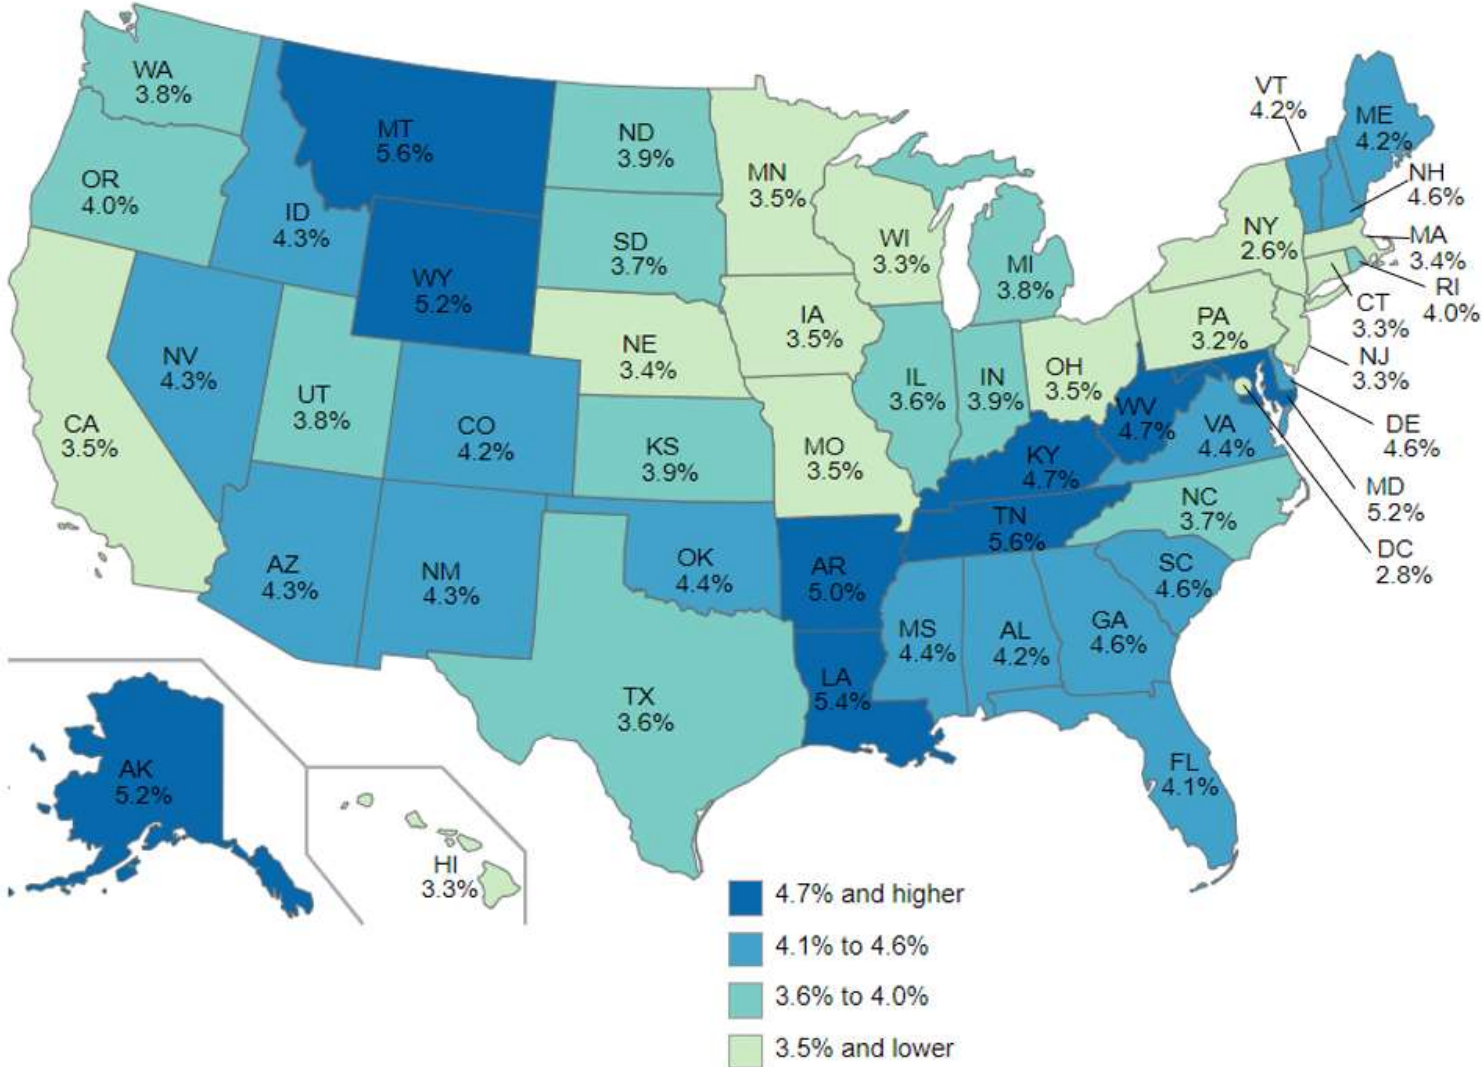 WA
3.8%
OR
4.0%
CA
3.5%
ID
4.3%
NV
4.3%
MT
5.6%
WY
5.2%
UT
3.8%
CO
4.2%
AZ
4.3%
NM
4.3%
ND
3.9%
SD
3.7%
NE
3.4%
KS
3.9%
OK
4.4%
TX
3.6%
MN
3.5%
IA
3.5%
MO
3.5%
AR
5.0%
LA
5.4%
WI
3.3%
IL
3.6%
MI
3.8%
IN
3.9%
OH
3.5%
KY
4.7%
TN
5.6%
MS
4.4%
AL
4.2%
GA
4.6%
FL
4.1%
SC
4.6%
NC
3.7%
VA
4.4%
WV
4.7%
PA
3.2%
NY
2.6%
VT
4.2%
ME
4.2%
NH
4.6%
MA
3.4%
RI
4.0%
CT
3.3%
NJ
3.3%
DE
4.6%
MD
5.2%
DC
2.8%
AK
5.2%
HI
3.3%
4.7% and higher
4.1% to 4.6%
3.6% to 4.0%
3.5% and lower